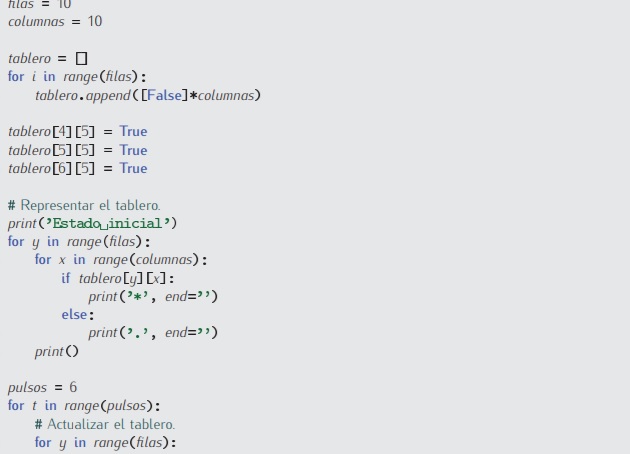 filas = 10
columnas = 10
tablero = []
for i in range(filas):
tablero.append([False]*columnas)
tablero[4][5] = True
tablero[5][5] = True
tablero[6][5] = True
# Representar el tablero.
print('Estado␣inicial')
for y in range(filas):
for x in range(columnas):
if tablero[y][x]:
print('*', end='')
else:
print('.', end='')
print()
pulsos = 6
for t in range(pulsos):
# Actualizar el tablero.
for y in range(filas):